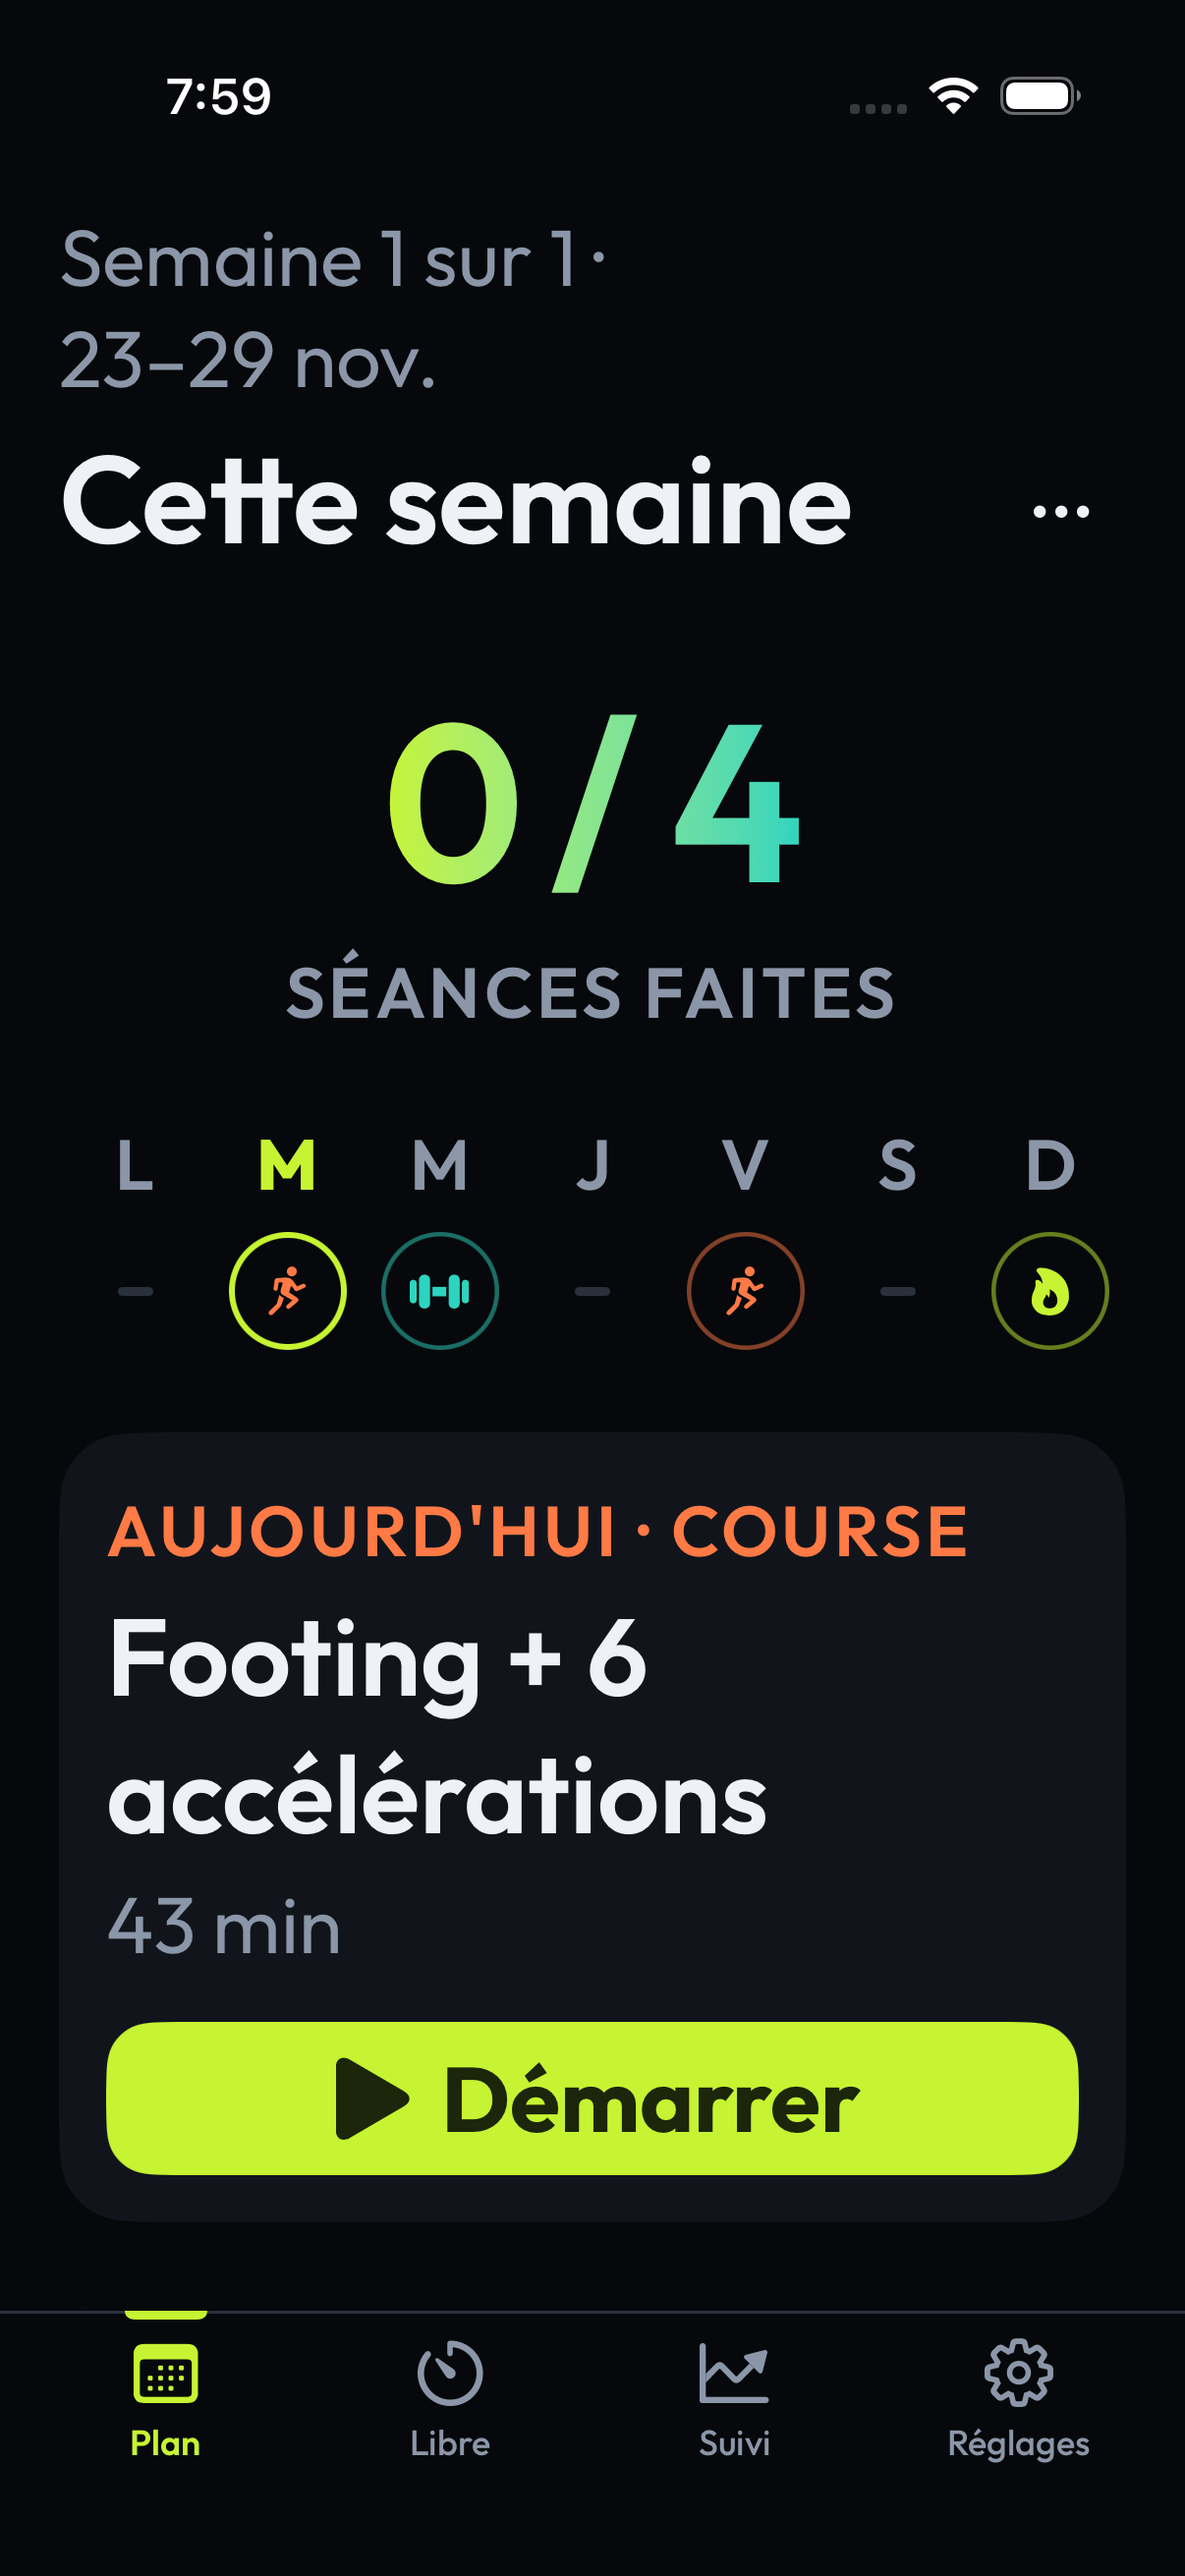 7:59
Semaine 1 sur 1 ·
23–29 nov.
Cette semaine
0/4
SÉANCES FAITES
L M M J V S D
AUJOURD'HUI · COURSE
Footing + 6
accélérations
43 min
Démarrer
Plan Libre Suivi Réglages